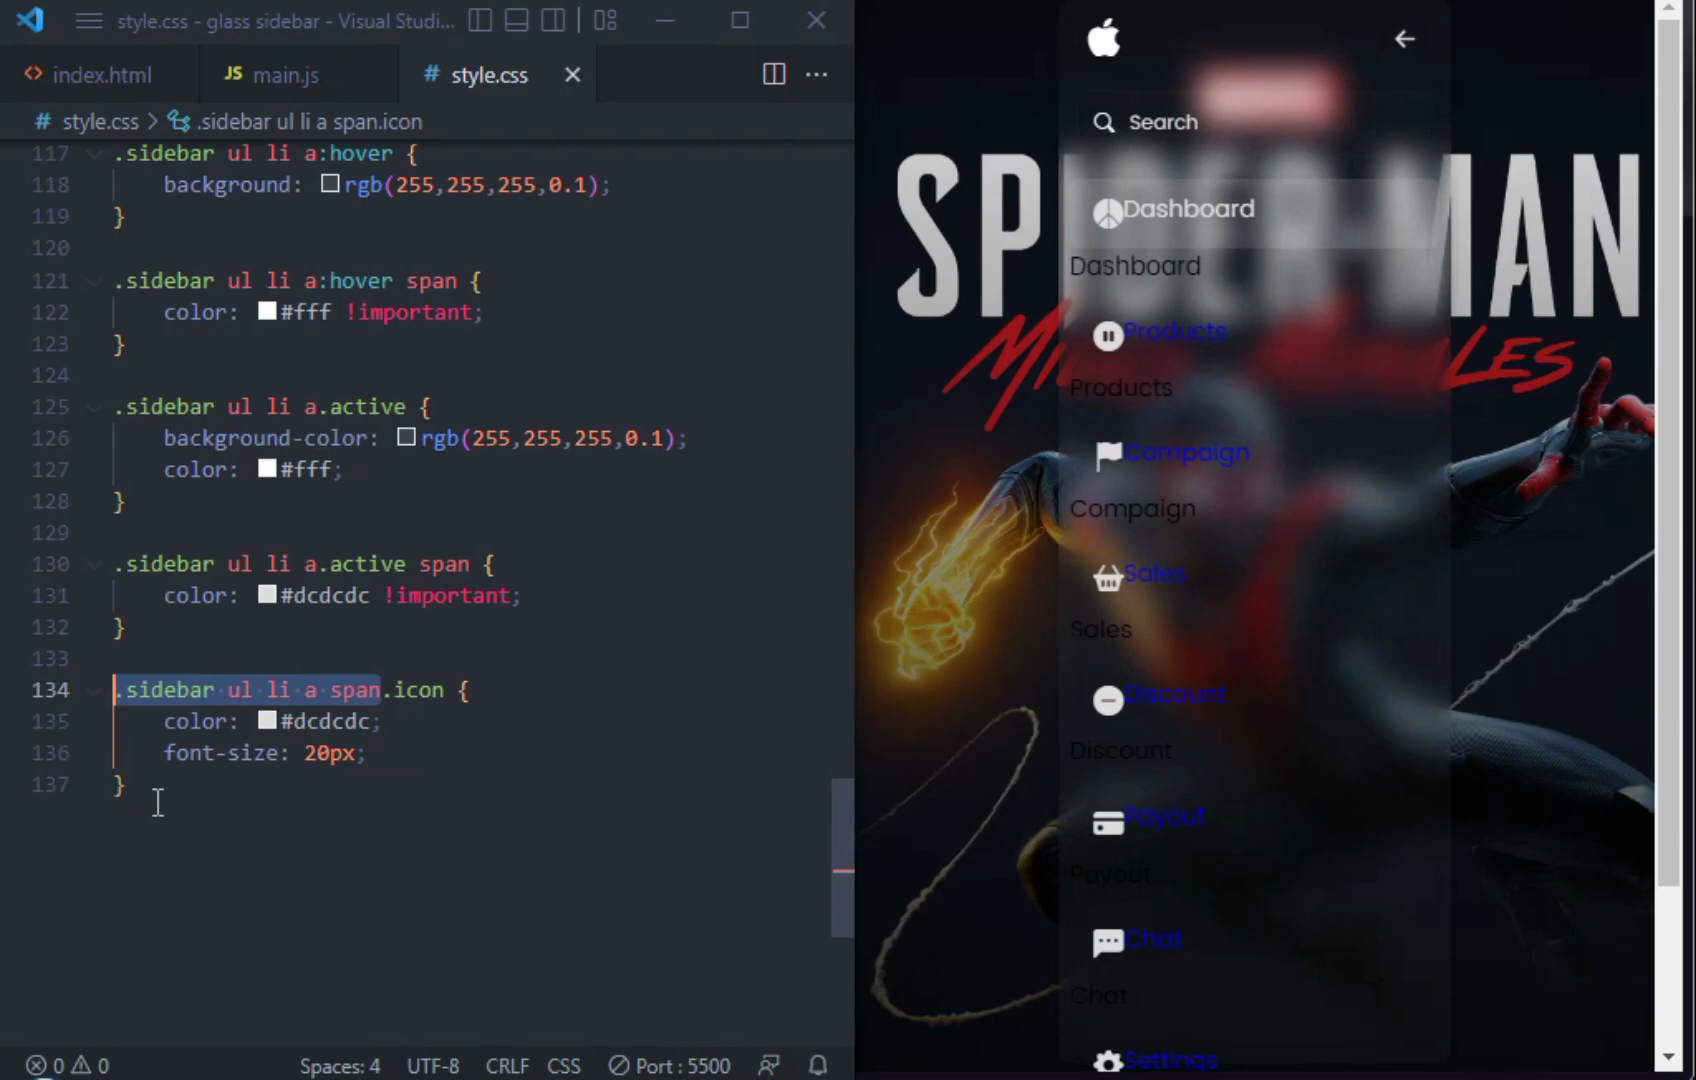 style.css - glass sidebar - Visual Studi...
index.html
JS main.js
# style.css
# style.css > .sidebar ul li a span.icon
117 .sidebar ul li a:hover {
118 background: rgb(255,255,255,0.1);
119 }
120
121 .sidebar ul li a:hover span {
122 color: #fff !important;
123 }
124
125 .sidebar ul li a.active {
126 background-color: rgb(255,255,255,0.1);
127 color: #fff;
128 }
129
130 .sidebar ul li a.active span {
131 color: #dcdcdc !important;
132 }
133
134 .sidebar ul li a span.icon {
135 color: #dcdcdc;
136 font-size: 20px;
137 }
0 0 Spaces: 4 UTF-8 CRLF CSS Port : 5500
Search
Dashboard
Dashboard
Products
Products
Compaign
Compaign
Sales
Sales
Discount
Discount
Payout
Payout
Chat
Chat
Settings